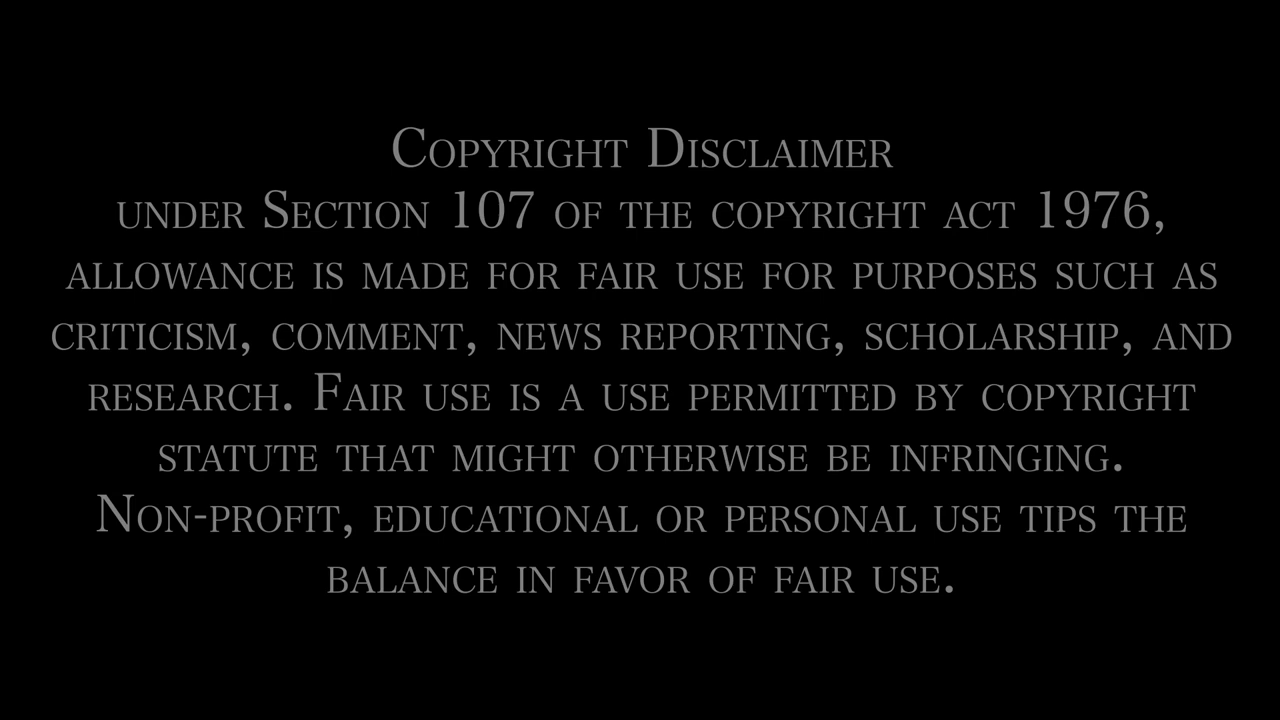 Copyright Disclaimer
under Section 107 of the copyright act 1976,
allowance is made for fair use for purposes such as
criticism, comment, news reporting, scholarship, and
research. Fair use is a use permitted by copyright
statute that might otherwise be infringing.
Non-profit, educational or personal use tips the
balance in favor of fair use.